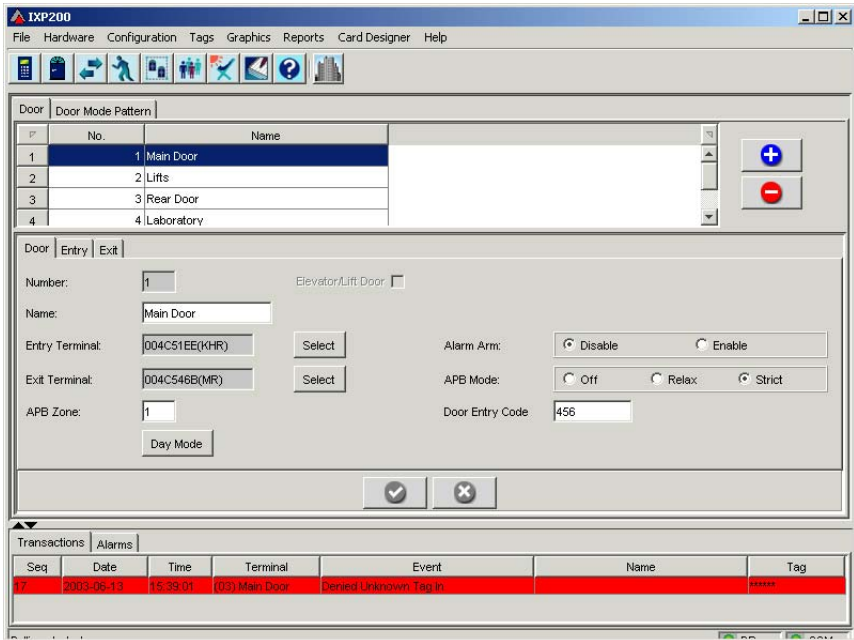 IXP200
File Hardware Configuration Tags Graphics Reports Card Designer Help
Door Door Mode Pattern
No. Name
1 1 Main Door
2 2 Lifts
3 3 Rear Door
4 4 Laboratory
Door Entry Exit
Number: 1 Elevator/Lift Door
Name: Main Door
Entry Terminal: 004C51EE(KHR) Select Alarm Arm: Disable Enable
Exit Terminal: 004C546B(MR) Select APB Mode: Off Relax Strict
APB Zone: 1 Door Entry Code 456
Day Mode
Transactions Alarms
Seq Date Time Terminal Event Name Tag
17 2003-06-13 15:39:01 (03) Main Door Denied Unknown Tag In ******